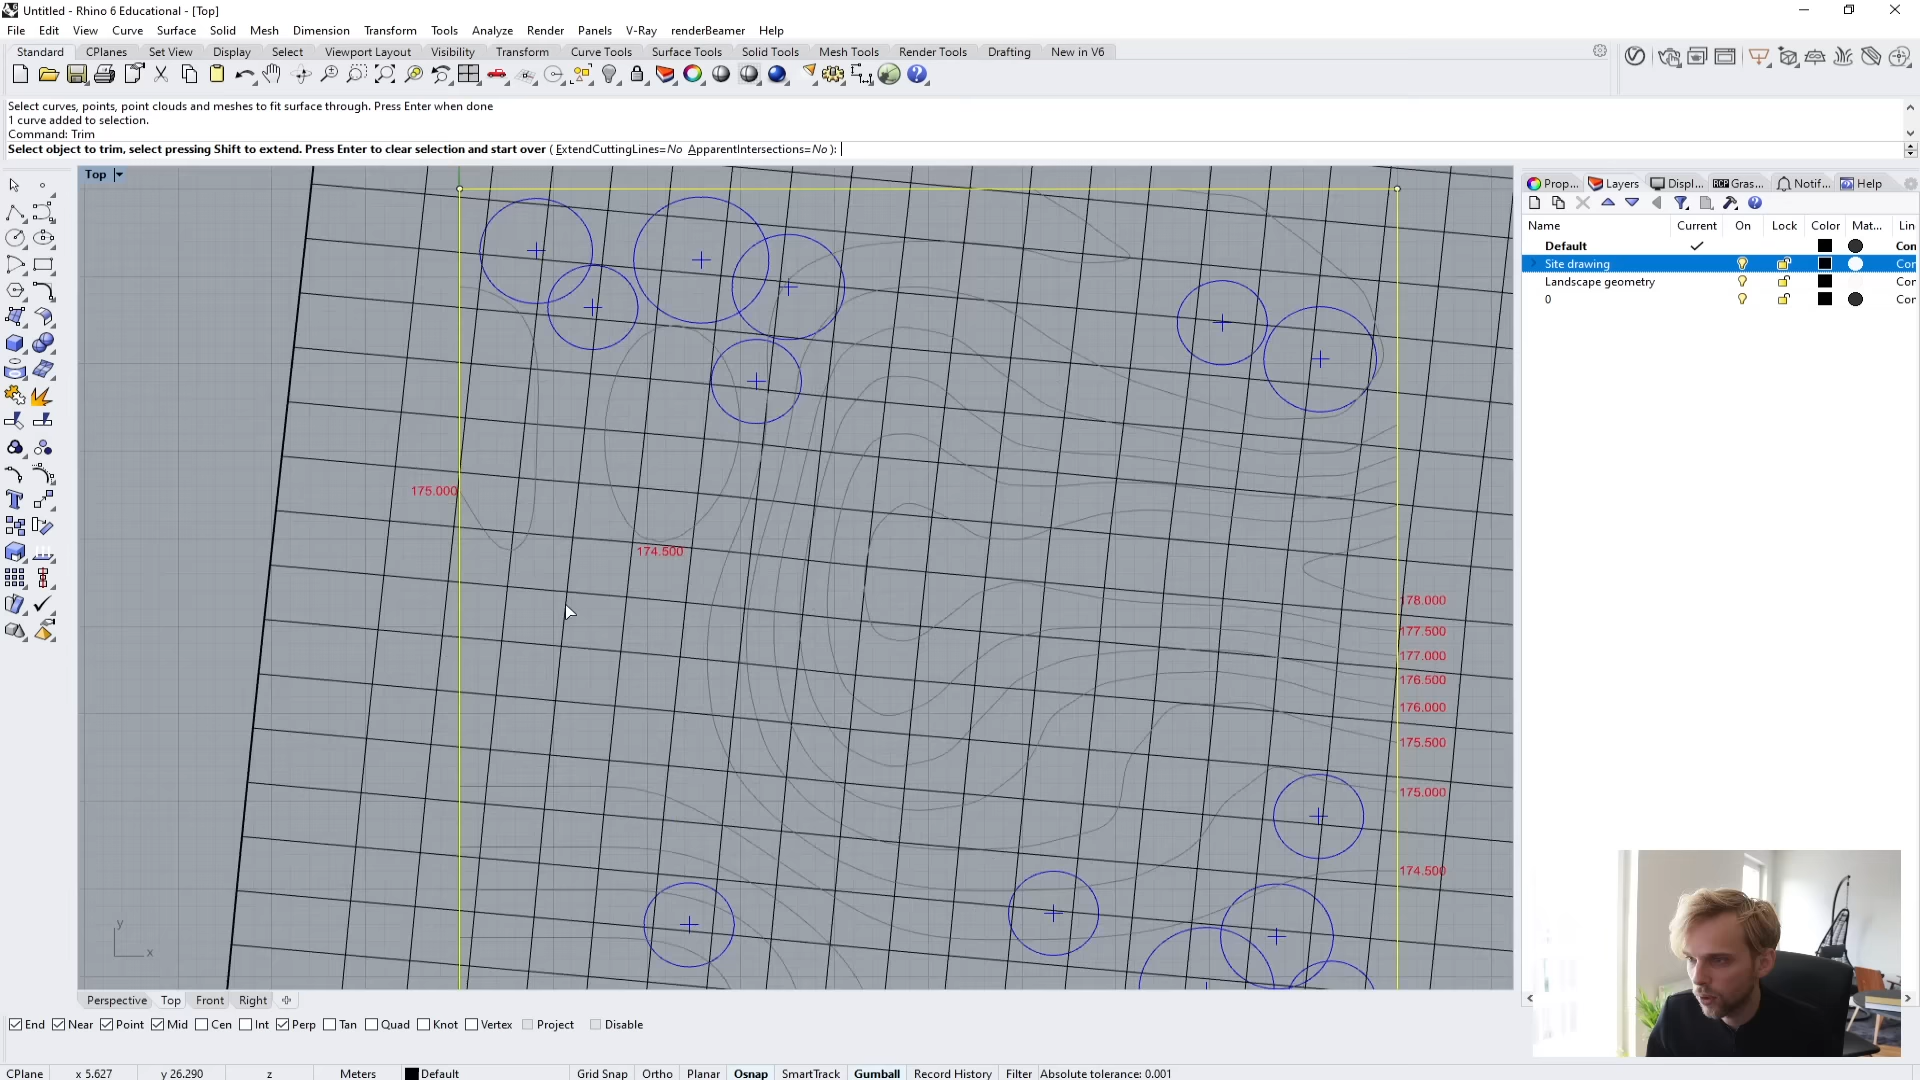 Untitled - Rhino 6 Educational - [Top]
File Edit View Curve Surface Solid Mesh Dimension Transform Tools Analyze Render Panels V-Ray renderBeamer Help
Standard CPlanes Set View Display Select Viewport Layout Visibility Transform Curve Tools Surface Tools Solid Tools Mesh Tools Render Tools Drafting New in V6
Select curves, points, point clouds and meshes to fit surface through. Press Enter when done
1 curve added to selection.
Command: Trim
Select object to trim, select pressing Shift to extend. Press Enter to clear selection and start over ( ExtendCuttingLines=No ApparentIntersections=No ):
Top
Prop... Layers Displ... Gras... Notif... Help
Name Current On Lock Color Mat... Lin
Default Cor
Site drawing Cor
Landscape geometry Cor
0 Cor
175.000
174.500
178.000
177.500
177.000
176.500
176.000
175.500
175.000
174.500
y
x
Perspective Top Front Right
End Near Point Mid Cen Int Perp Tan Quad Knot Vertex Project Disable
CPlane x 5.627 y 26.290 z Meters Default Grid Snap Ortho Planar Osnap SmartTrack Gumball Record History Filter Absolute tolerance: 0.001